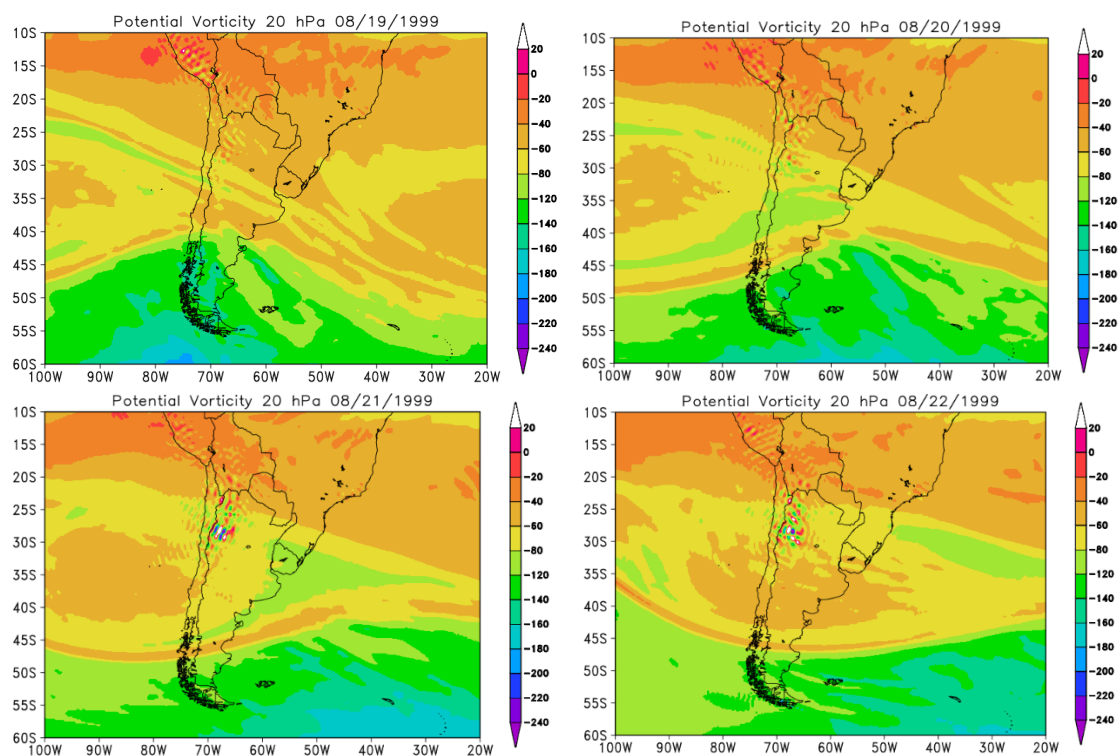 Potential Vorticity 20 hPa 08/19/1999
10S
15S
20S
25S
30S
35S
40S
45S
50S
55S
60S
100W 90W 80W 70W 60W 50W 40W 30W 20W
20
0
-20
-40
-60
-80
-120
-140
-160
-180
-200
-220
-240
Potential Vorticity 20 hPa 08/20/1999
10S
15S
20S
25S
30S
35S
40S
45S
50S
55S
60S
100W 90W 80W 70W 60W 50W 40W 30W 20W
20
0
-20
-40
-60
-80
-120
-140
-160
-180
-200
-220
-240
Potential Vorticity 20 hPa 08/21/1999
10S
15S
20S
25S
30S
35S
40S
45S
50S
55S
60S
100W 90W 80W 70W 60W 50W 40W 30W 20W
20
0
-20
-40
-60
-80
-120
-140
-160
-180
-200
-220
-240
Potential Vorticity 20 hPa 08/22/1999
10S
15S
20S
25S
30S
35S
40S
45S
50S
55S
60S
100W 90W 80W 70W 60W 50W 40W 30W 20W
20
0
-20
-40
-60
-80
-120
-140
-160
-180
-200
-220
-240